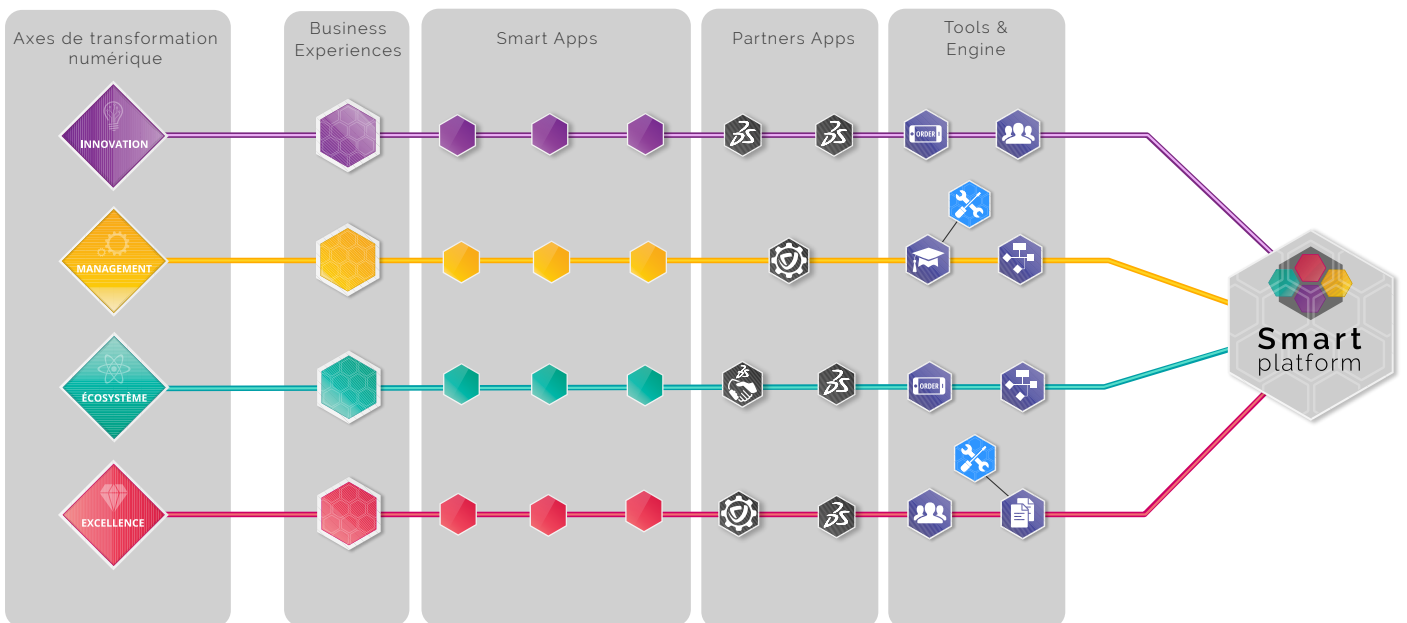 Axes de transformation
numérique
Business
Experiences
Smart Apps
Partners Apps
Tools &
Engine
INNOVATION
ORDER
MANAGEMENT
Smart
platform
ÉCOSYSTÈME
ORDER
EXCELLENCE